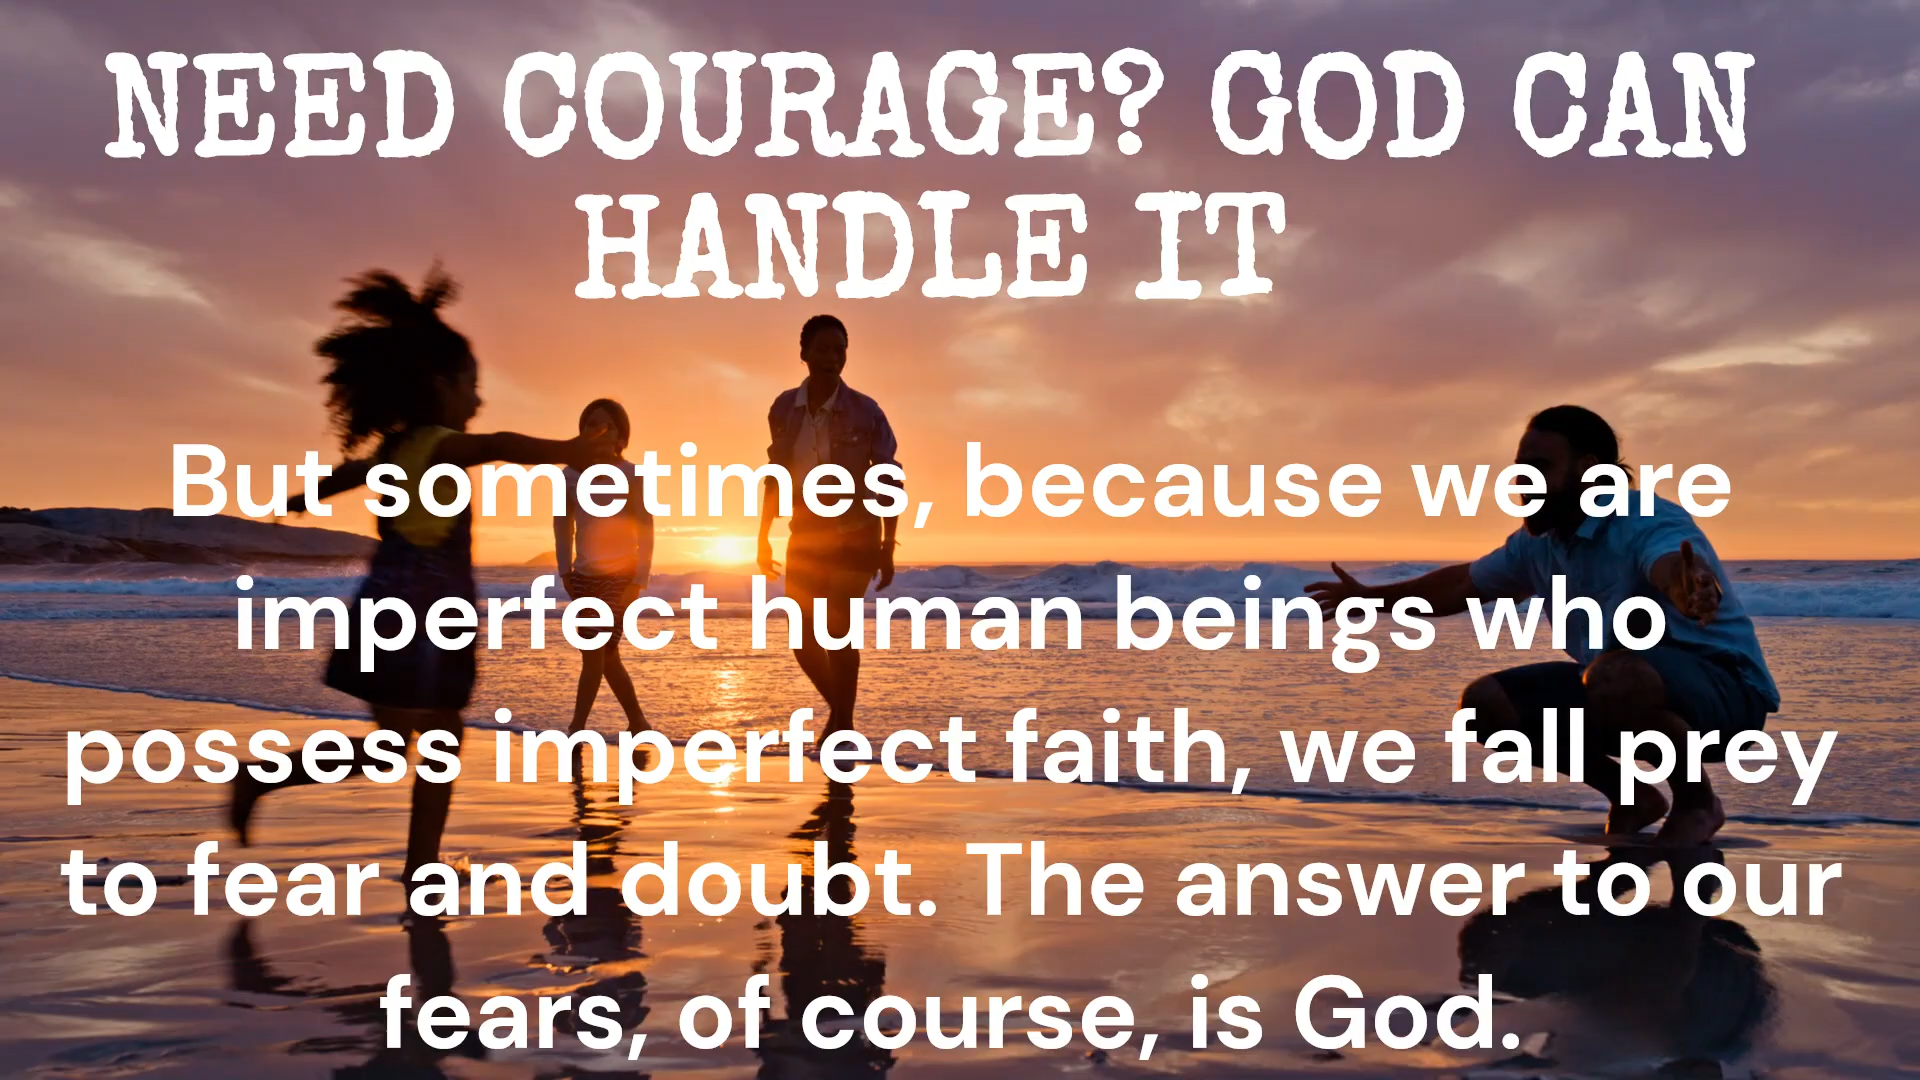 NEED COURAGE? GOD CAN
HANDLE IT
But sometimes, because we are
imperfect human beings who
possess imperfect faith, we fall prey
to fear and doubt. The answer to our
fears, of course, is God.